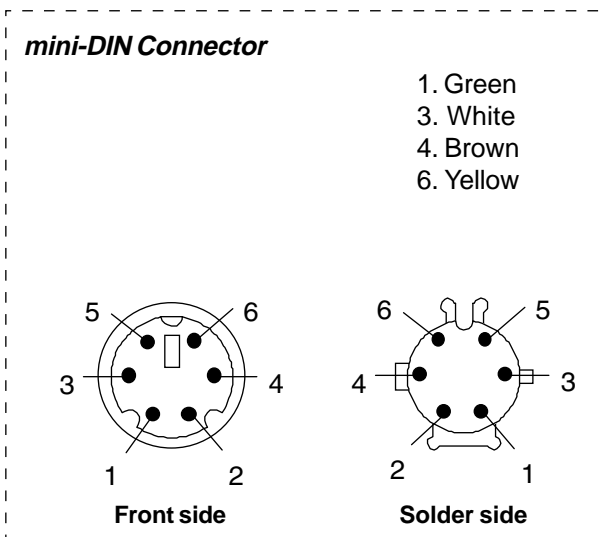 mini-DIN Connector
1. Green
3. White
4. Brown
6. Yellow
5 6
3 4
1 2
Front side
6 5
4 3
2 1
Solder side